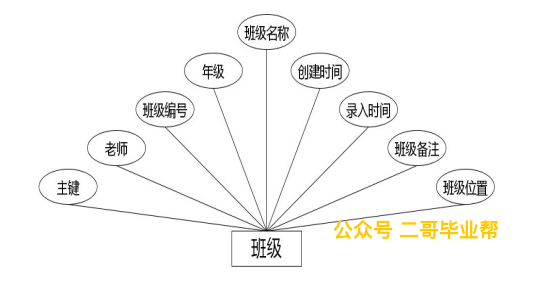 班级名称
年级
创建时间
班级编号
录入时间
老师
班级备注
主键
班级位置
公众号 二哥毕业帮
班级